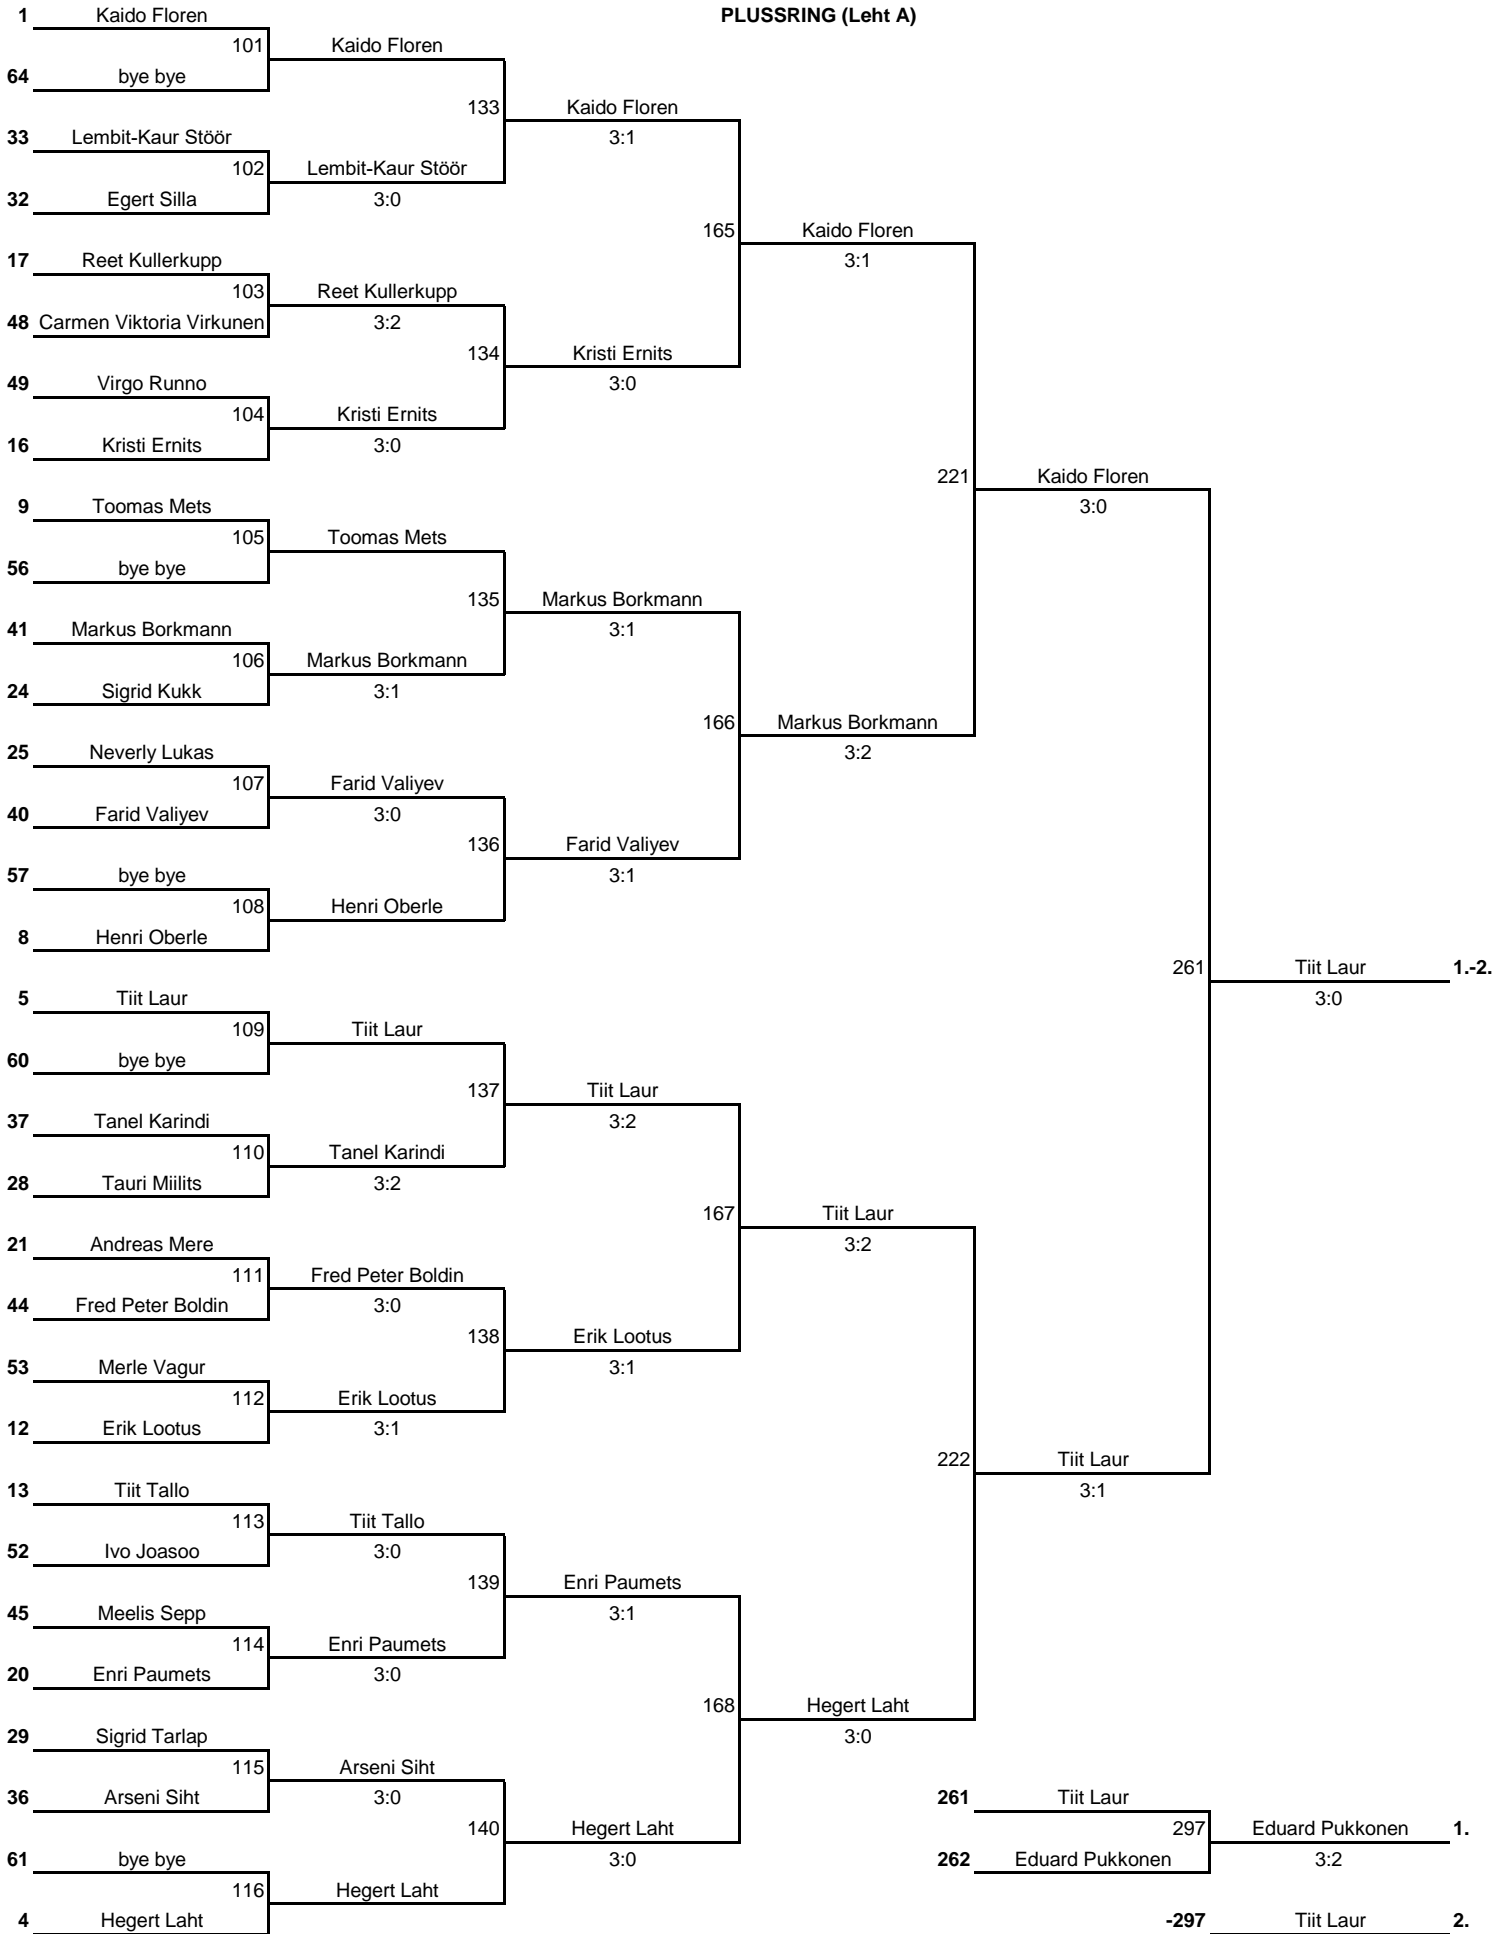 PLUSSRING (Leht A)
1 Kaido Floren
101 Kaido Floren
64 bye bye
133 Kaido Floren
3:1
33 Lembit-Kaur Stöör
102 Lembit-Kaur Stöör
3:0
32 Egert Silla
165 Kaido Floren
3:1
17 Reet Kullerkupp
103 Reet Kullerkupp
3:2
48 Carmen Viktoria Virkunen
134 Kristi Ernits
3:0
49 Virgo Runno
104 Kristi Ernits
3:0
16 Kristi Ernits
221 Kaido Floren
3:0
9 Toomas Mets
105 Toomas Mets
56 bye bye
135 Markus Borkmann
3:1
41 Markus Borkmann
106 Markus Borkmann
3:1
24 Sigrid Kukk
166 Markus Borkmann
3:2
25 Neverly Lukas
107 Farid Valiyev
3:0
40 Farid Valiyev
136 Farid Valiyev
3:1
57 bye bye
108 Henri Oberle
8 Henri Oberle
261 Tiit Laur 1.-2.
3:0
5 Tiit Laur
109 Tiit Laur
60 bye bye
137 Tiit Laur
3:2
37 Tanel Karindi
110 Tanel Karindi
3:2
28 Tauri Miilits
167 Tiit Laur
3:2
21 Andreas Mere
111 Fred Peter Boldin
3:0
44 Fred Peter Boldin
138 Erik Lootus
3:1
53 Merle Vagur
112 Erik Lootus
3:1
12 Erik Lootus
222 Tiit Laur
3:1
13 Tiit Tallo
113 Tiit Tallo
3:0
52 Ivo Joasoo
139 Enri Paumets
3:1
45 Meelis Sepp
114 Enri Paumets
3:0
20 Enri Paumets
168 Hegert Laht
3:0
29 Sigrid Tarlap
115 Arseni Siht
3:0
36 Arseni Siht
140 Hegert Laht
3:0
61 bye bye
116 Hegert Laht
4 Hegert Laht
261 Tiit Laur
297 Eduard Pukkonen 1.
3:2
262 Eduard Pukkonen
-297 Tiit Laur 2.